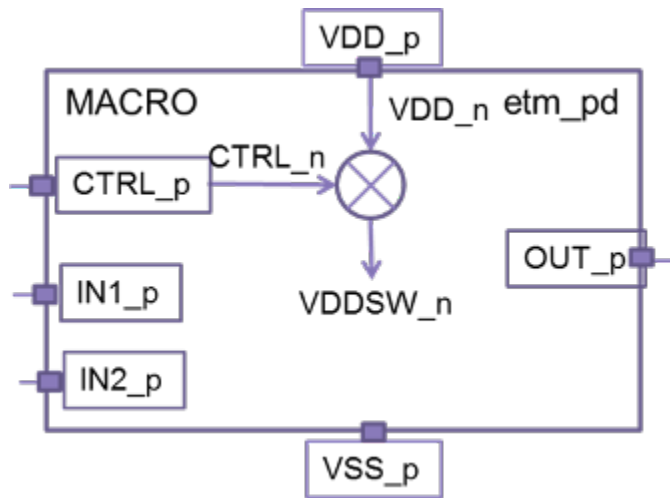 VDD_p
MACRO
VDD_n
etm_pd
CTRL_n
CTRL_p
OUT_p
IN1_p
VDDSW_n
IN2_p
VSS_p